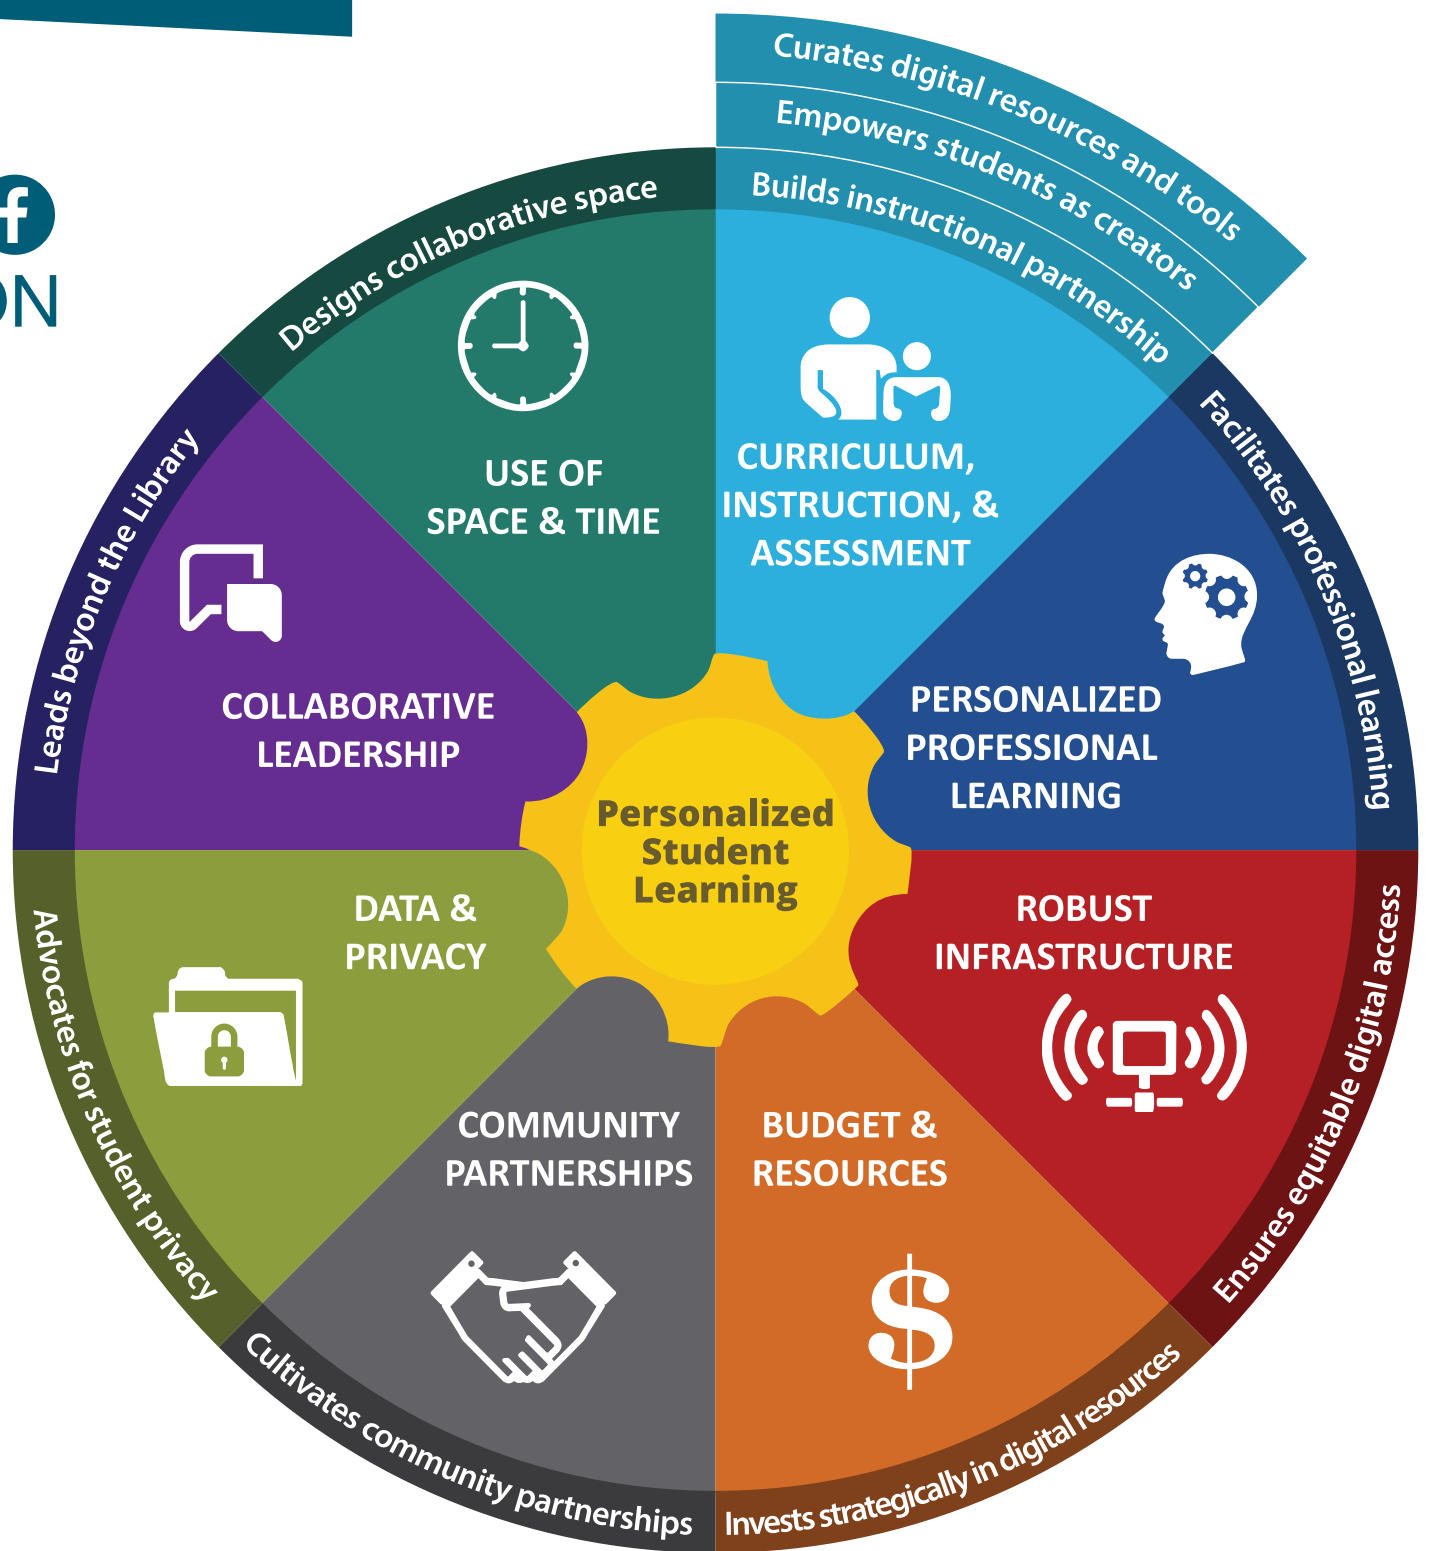 Curates digital resources and tools
Empowers students as creators
Builds instructional partnership
CURRICULUM,
INSTRUCTION, &
ASSESSMENT
Facilitates professional learning
PERSONALIZED
PROFESSIONAL
LEARNING
Ensures equitable digital access
ROBUST
INFRASTRUCTURE
Invests strategically in digital resources
BUDGET &
RESOURCES
$
Cultivates community partnerships
COMMUNITY
PARTNERSHIPS
Advocates for student privacy
DATA &
PRIVACY
Leads beyond the Library
COLLABORATIVE
LEADERSHIP
Designs collaborative space
USE OF
SPACE & TIME
Personalized
Student
Learning
f